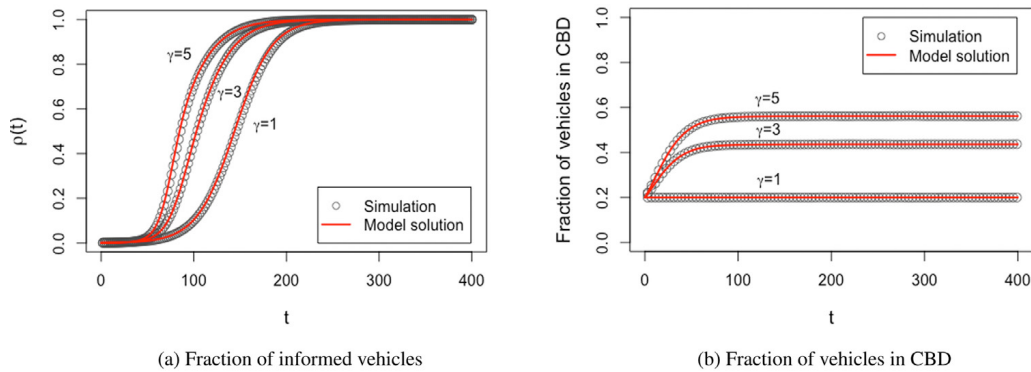 ρ(t)
1.0
0.8
0.6
0.4
0.2
0.0
γ=5
γ=3
γ=1
Simulation
Model solution
0 100 200 300 400
t
(a) Fraction of informed vehicles
Fraction of vehicles in CBD
1.0
0.8
0.6
0.4
0.2
0.0
Simulation
Model solution
γ=5
γ=3
γ=1
0 100 200 300 400
t
(b) Fraction of vehicles in CBD